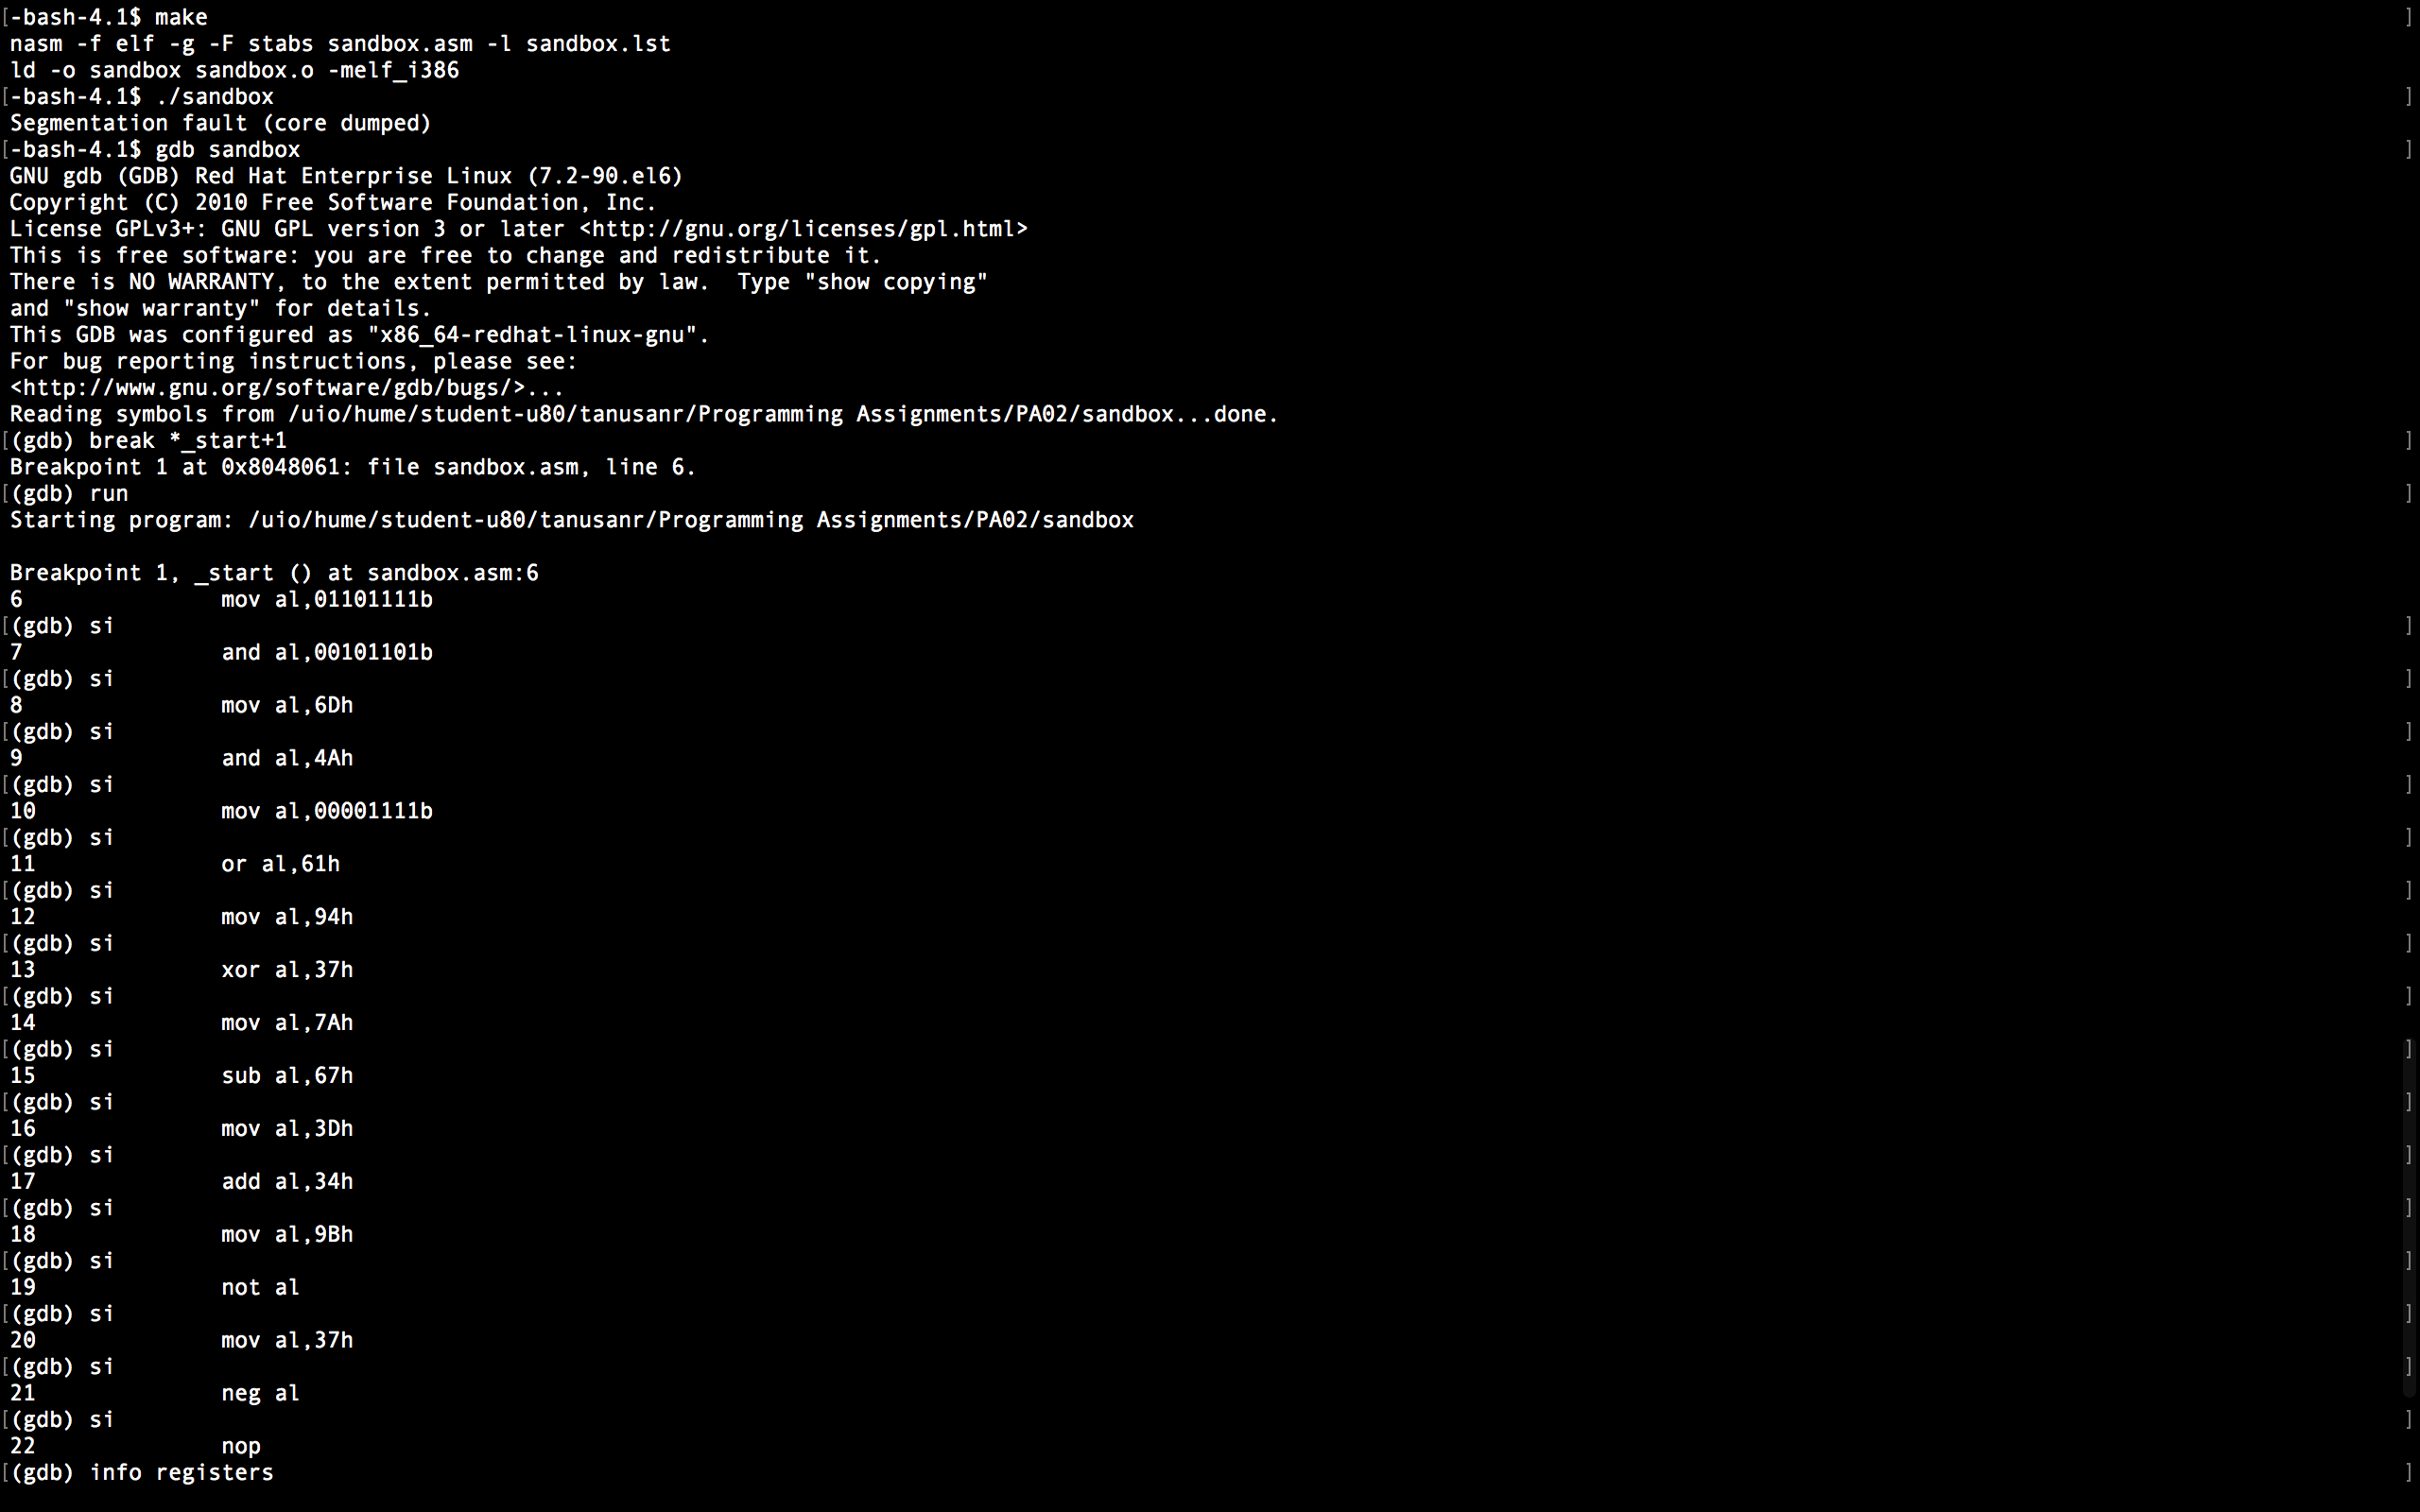 [-bash-4.1$ make ]
nasm -f elf -g -F stabs sandbox.asm -l sandbox.lst
ld -o sandbox sandbox.o -melf_i386
[-bash-4.1$ ./sandbox ]
Segmentation fault (core dumped)
[-bash-4.1$ gdb sandbox ]
GNU gdb (GDB) Red Hat Enterprise Linux (7.2-90.el6)
Copyright (C) 2010 Free Software Foundation, Inc.
License GPLv3+: GNU GPL version 3 or later <http://gnu.org/licenses/gpl.html>
This is free software: you are free to change and redistribute it.
There is NO WARRANTY, to the extent permitted by law.  Type "show copying"
and "show warranty" for details.
This GDB was configured as "x86_64-redhat-linux-gnu".
For bug reporting instructions, please see:
<http://www.gnu.org/software/gdb/bugs/>...
Reading symbols from /uio/hume/student-u80/tanusanr/Programming Assignments/PA02/sandbox...done.
[(gdb) break *_start+1 ]
Breakpoint 1 at 0x8048061: file sandbox.asm, line 6.
[(gdb) run ]
Starting program: /uio/hume/student-u80/tanusanr/Programming Assignments/PA02/sandbox
Breakpoint 1, _start () at sandbox.asm:6
6 mov al,01101111b
[(gdb) si ]
7 and al,00101101b
[(gdb) si ]
8 mov al,6Dh
[(gdb) si ]
9 and al,4Ah
[(gdb) si ]
10 mov al,00001111b
[(gdb) si ]
11 or al,61h
[(gdb) si ]
12 mov al,94h
[(gdb) si ]
13 xor al,37h
[(gdb) si ]
14 mov al,7Ah
[(gdb) si ]
15 sub al,67h
[(gdb) si ]
16 mov al,3Dh
[(gdb) si ]
17 add al,34h
[(gdb) si ]
18 mov al,9Bh
[(gdb) si ]
19 not al
[(gdb) si ]
20 mov al,37h
[(gdb) si ]
21 neg al
[(gdb) si ]
22 nop
[(gdb) info registers ]